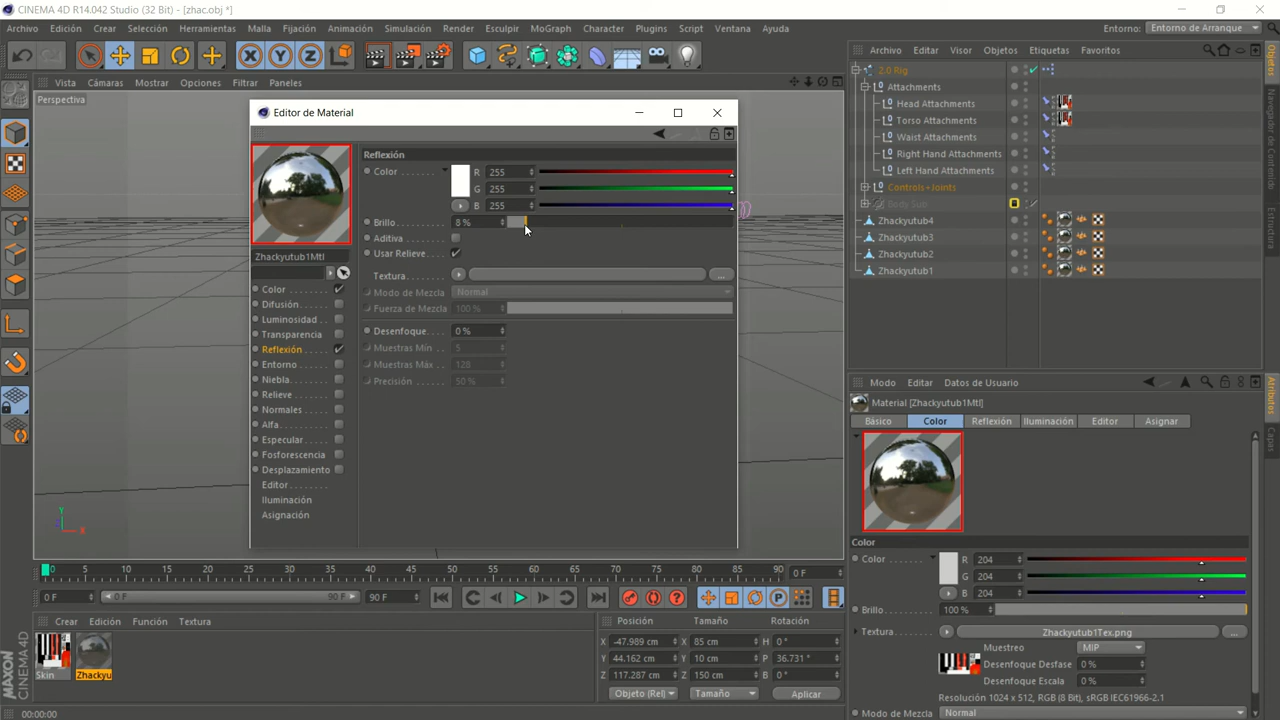 CINEMA 4D R14.042 Studio (32 Bit) - [zhac.obj *]
Archivo Edición Crear Selección Herramientas Malla Fijación Animación Simulación Render Esculpir MoGraph Character Plugins Script Ventana Ayuda
Entorno: Entorno de Arranque
Vista Cámaras Mostrar Opciones Filtrar Paneles
Perspectiva
Archivo Editar Visor Objetos Etiquetas Favoritos
2.0 Rig
Attachments
Head Attachments
Torso Attachments
Waist Attachments
Right Hand Attachments
Left Hand Attachments
Controls+Joints
Body Sub
Zhackyutub4
Zhackyutub3
Zhackyutub2
Zhackyutub1
Objetos
Navegador de Contenido
Estructura
Editor de Material
Zhackyutub1Mtl
Color
Difusión
Luminosidad
Transparencia
Reflexión
Entorno
Niebla
Relieve
Normales
Alfa
Especular
Fosforescencia
Desplazamiento
Editor
Iluminación
Asignación
Reflexión
Color R 255
G 255
B 255
Brillo 8 %
Aditiva
Usar Relieve
Textura ...
Modo de Mezcla Normal
Fuerza de Mezcla 100 %
Desenfoque 0 %
Muestras Mín 5
Muestras Máx 128
Precisión 50 %
Y
X
Modo Editar Datos de Usuario
Material [Zhackyutub1Mtl]
Básico Color Reflexión Iluminación Editor Asignar
Color
Color R 204
G 204
B 204
Brillo 100 %
Textura Zhackyutub1Tex.png ...
Muestreo MIP
Desenfoque Desfase 0 %
Desenfoque Escala 0 %
Resolución 1024 x 512, RGB (8 Bit), sRGB IEC61966-2.1
Modo de Mezcla Normal
Atributos
Capas
0 5 10 15 20 25 30 35 40 45 50 55 60 65 70 75 80 85 90 0 F
0 F 0 F 90 F 90 F
Crear Edición Función Textura
Skin Zhackyu
Posición Tamaño Rotación
X -47.989 cm X 85 cm H 0 °
Y 44.162 cm Y 10 cm P 36.731 °
Z 117.287 cm Z 150 cm B 0 °
Objeto (Rel) Tamaño Aplicar
MAXON CINEMA 4D
00:00:00